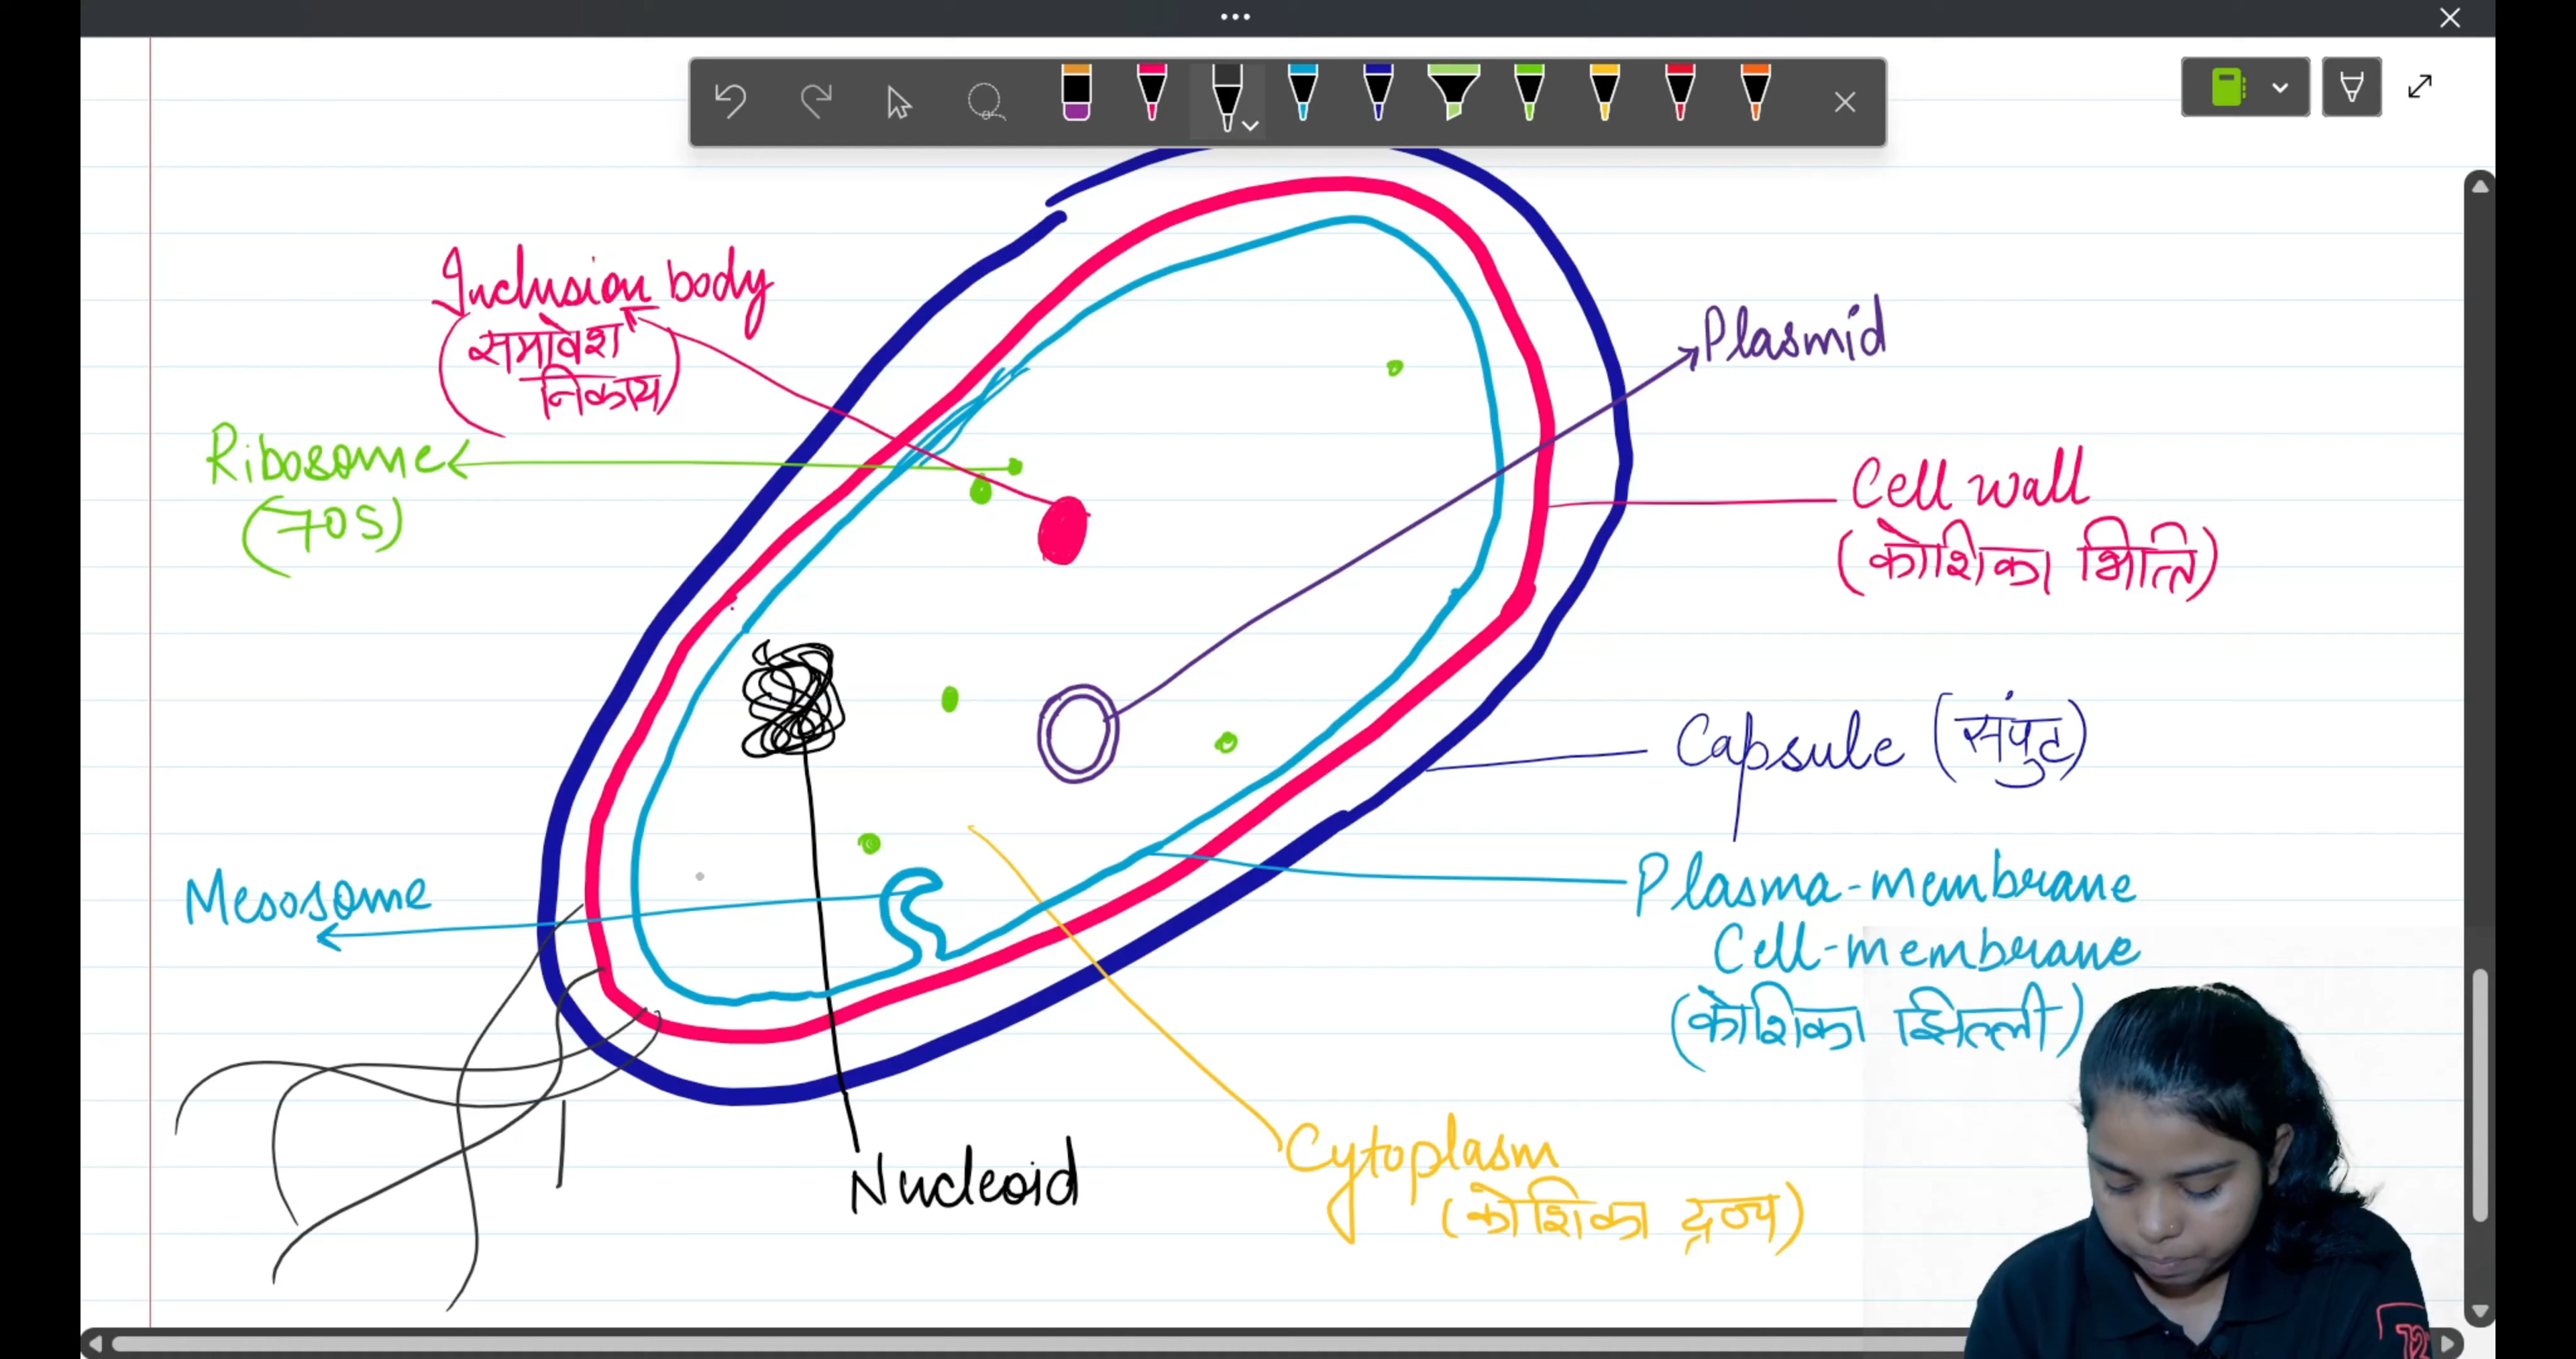 Inclusion body
(समावेश
निकाय)
Ribosome
(70S)
Mesosome
Nucleoid
Plasmid
Cell wall
(कोशिका भित्ति)
Capsule (संपुट)
Plasma-membrane
Cell-membrane
(कोशिका झिल्ली)
Cytoplasm
(कोशिका द्रव्य)